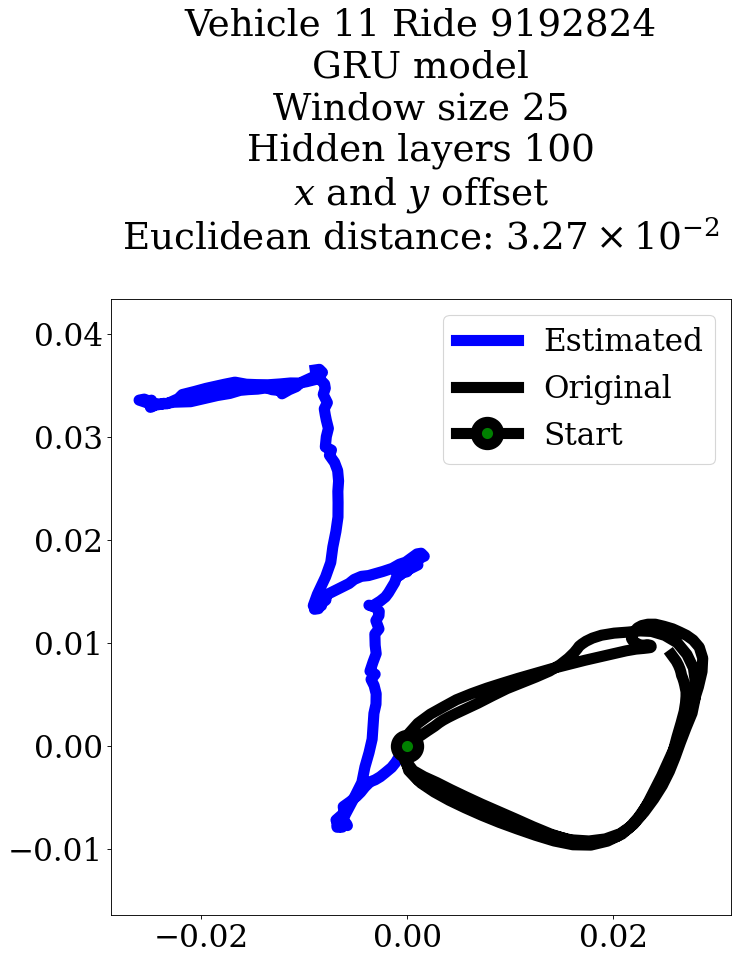 Vehicle 11 Ride 9192824
GRU model
Window size 25
Hidden layers 100
x and y offset
Euclidean distance: 3.27 × 10⁻²
Estimated
Original
Start
0.04
0.03
0.02
0.01
0.00
−0.01
−0.02 0.00 0.02